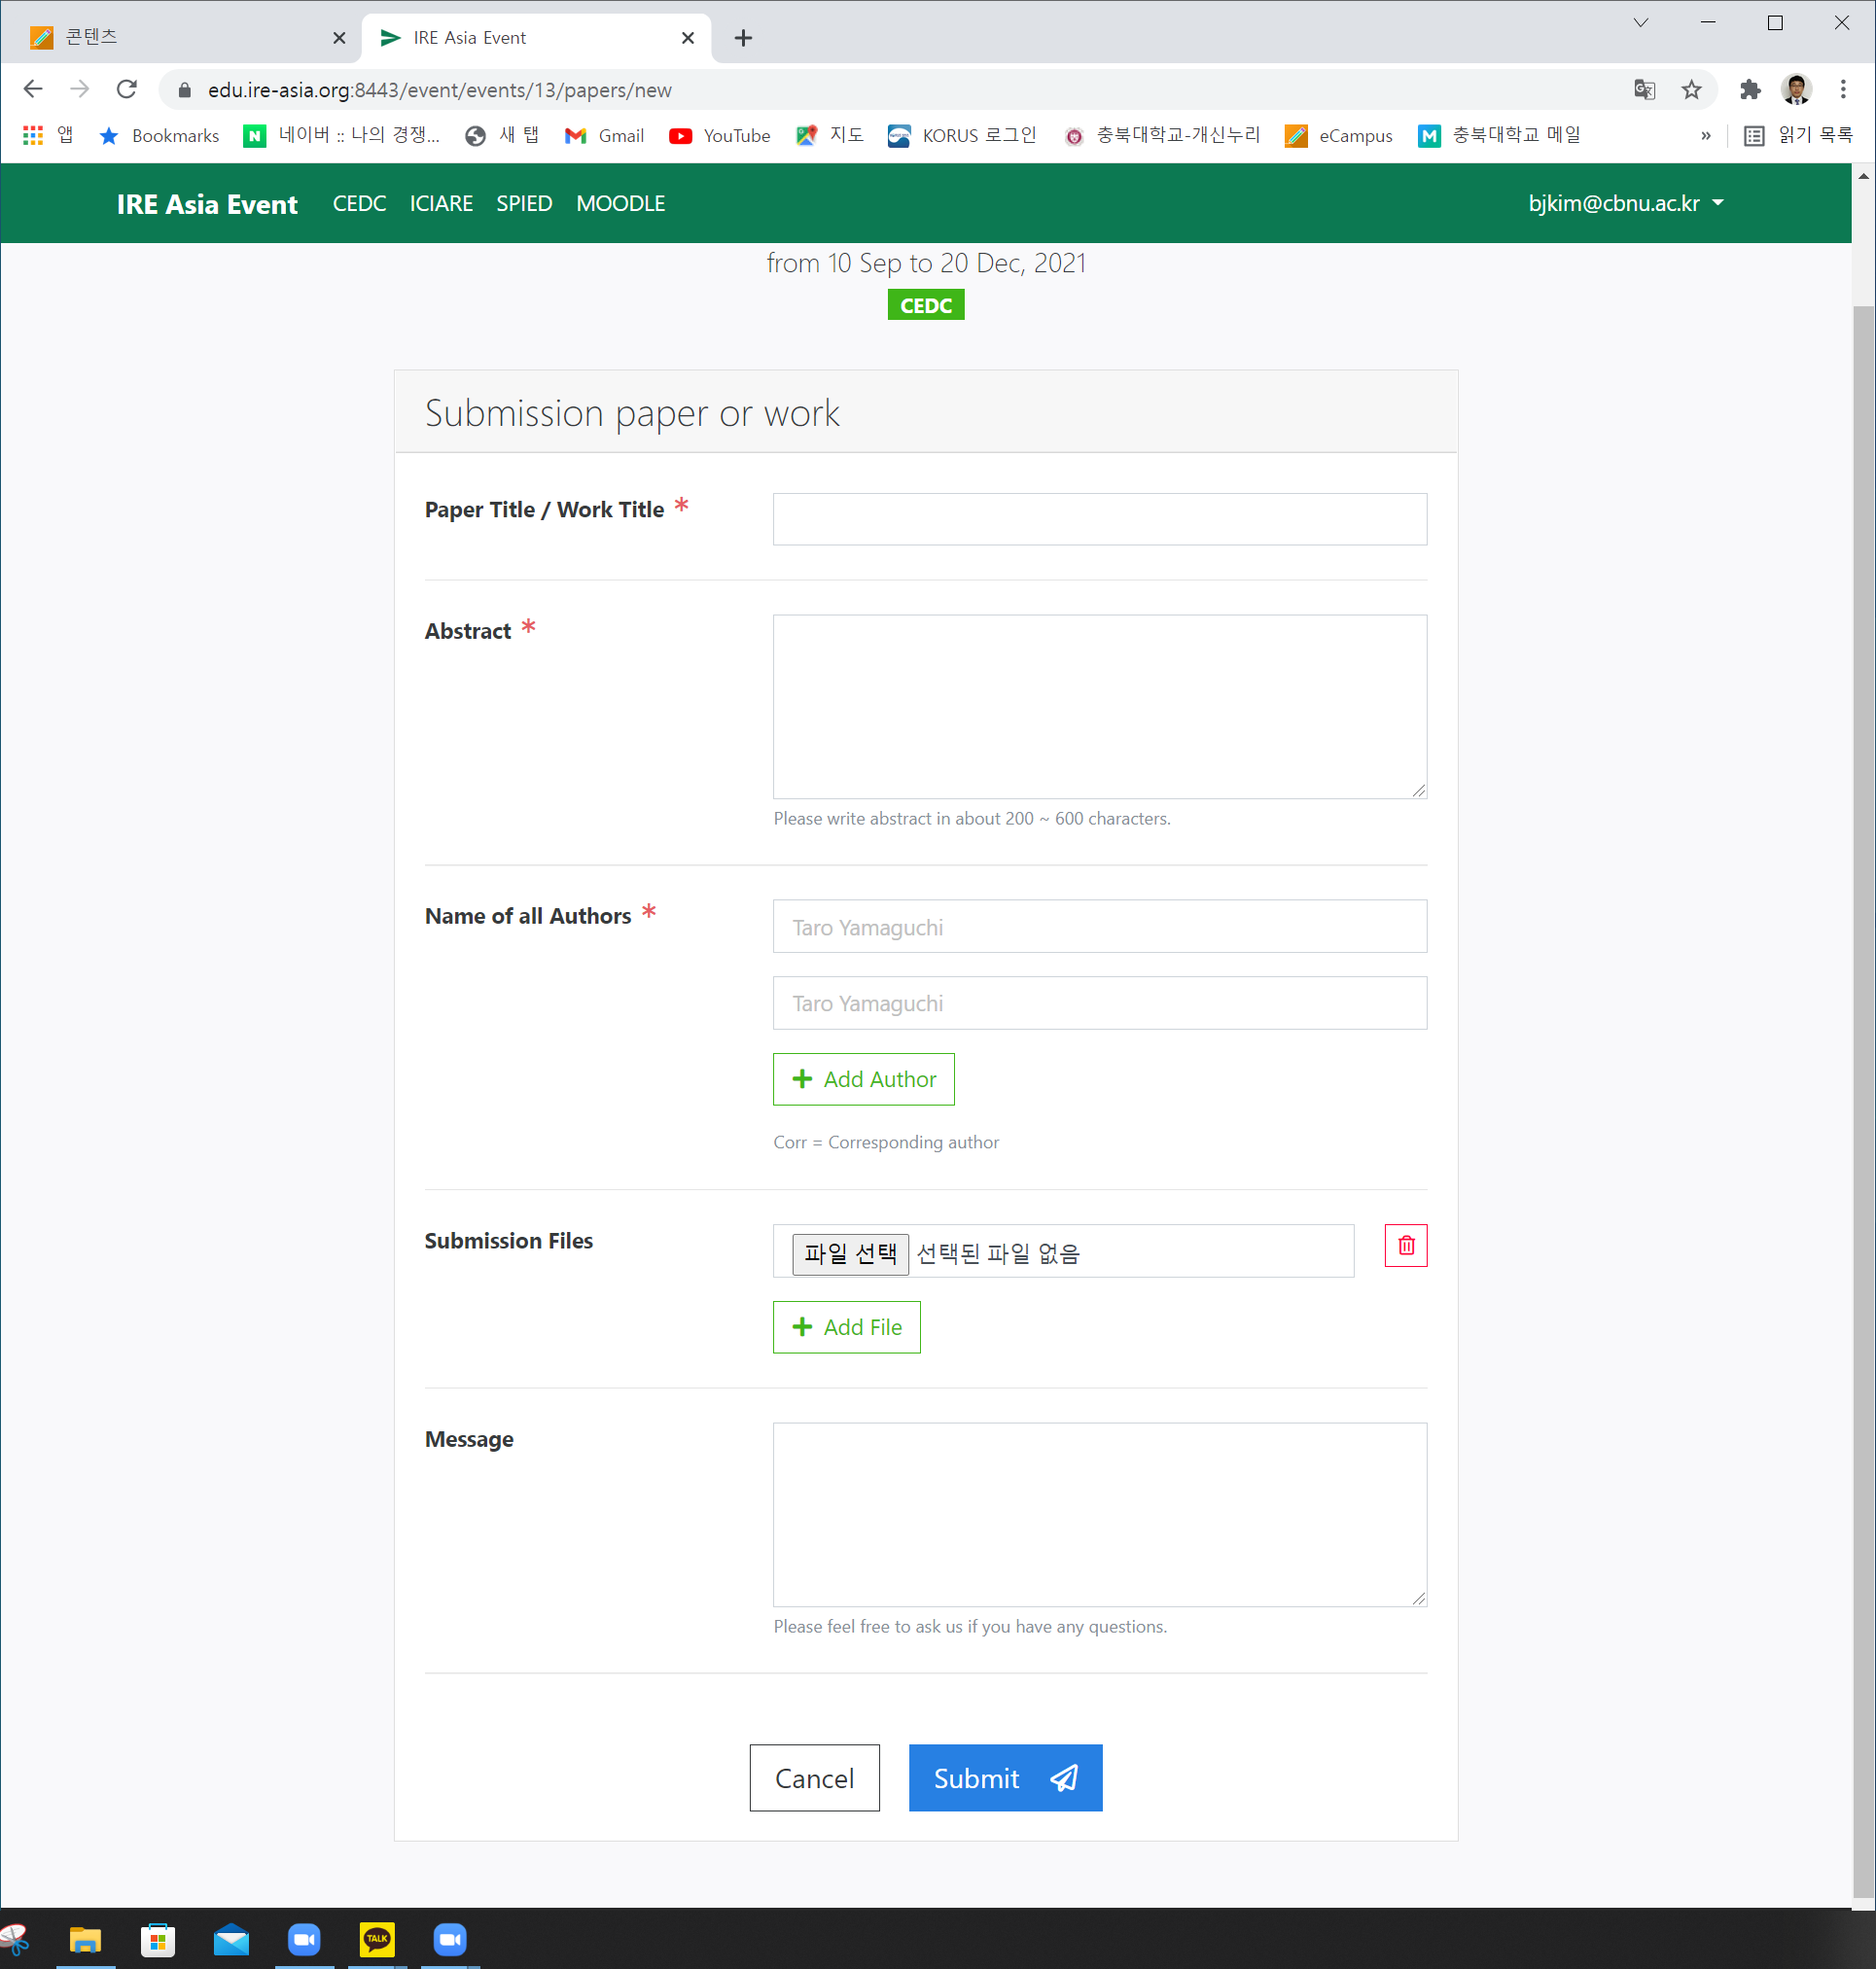 콘텐츠
IRE Asia Event
edu.ire-asia.org:8443/event/events/13/papers/new
앱 Bookmarks N 네이버 :: 나의 경쟁... 새 탭 Gmail YouTube 지도 KORUS 로그인 충북대학교-개신누리 eCampus M 충북대학교 메일 » 읽기 목록
IRE Asia Event CEDC ICIARE SPIED MOODLE bjkim@cbnu.ac.kr
from 10 Sep to 20 Dec, 2021
CEDC
Submission paper or work
Paper Title / Work Title *
Abstract *
Please write abstract in about 200 ~ 600 characters.
Name of all Authors *
Taro Yamaguchi
Taro Yamaguchi
+ Add Author
Corr = Corresponding author
Submission Files
파일 선택 선택된 파일 없음
+ Add File
Message
Please feel free to ask us if you have any questions.
Cancel
Submit
TALK